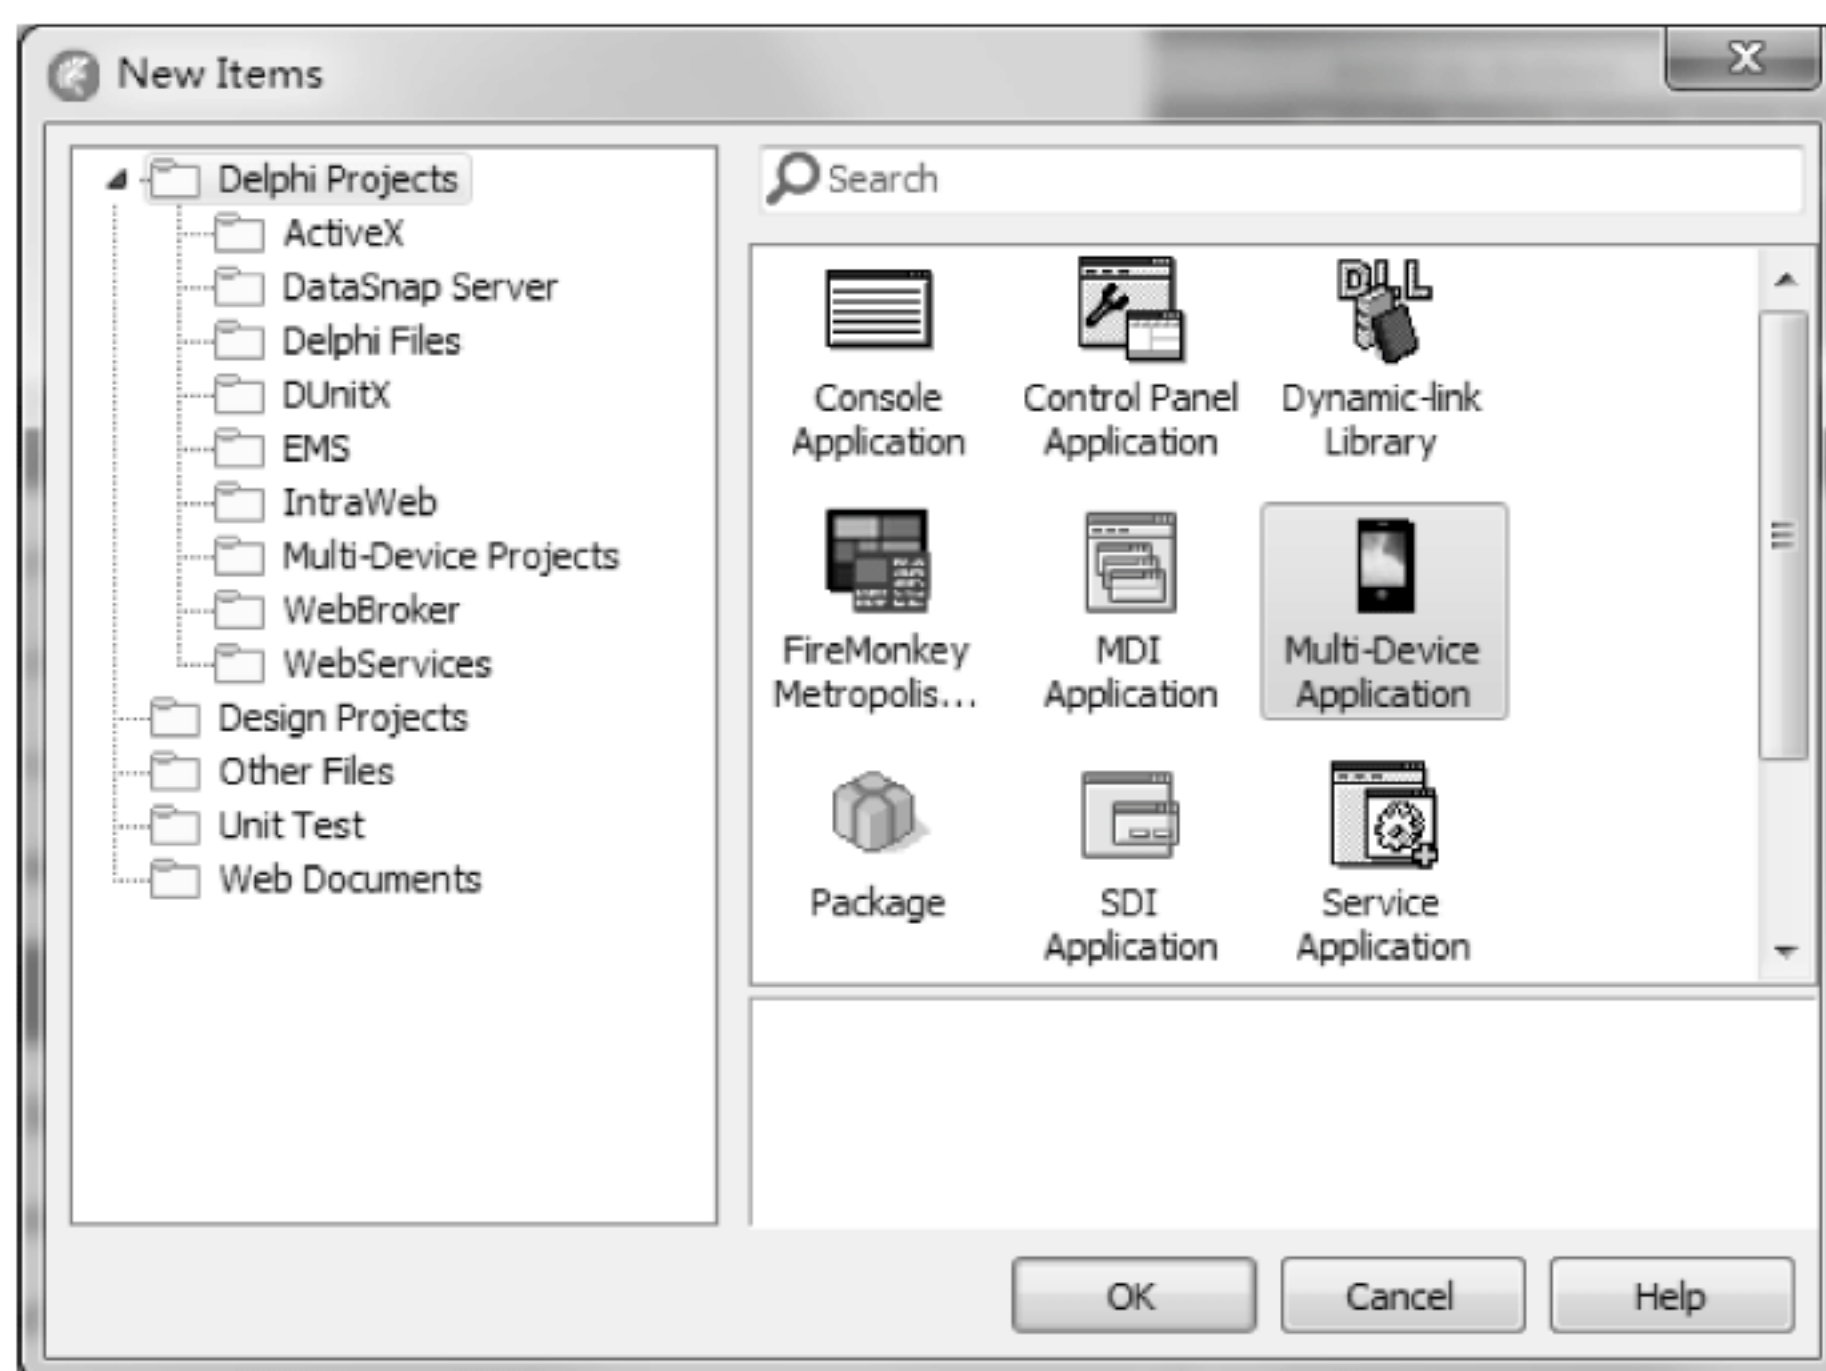 New Items
Delphi Projects
ActiveX
DataSnap Server
Delphi Files
DUnitX
EMS
IntraWeb
Multi-Device Projects
WebBroker
WebServices
Design Projects
Other Files
Unit Test
Web Documents
Search
DLL
Console
Application
Control Panel
Application
Dynamic-link
Library
FireMonkey
Metropolis...
MDI
Application
Multi-Device
Application
Package
SDI
Application
Service
Application
OK
Cancel
Help